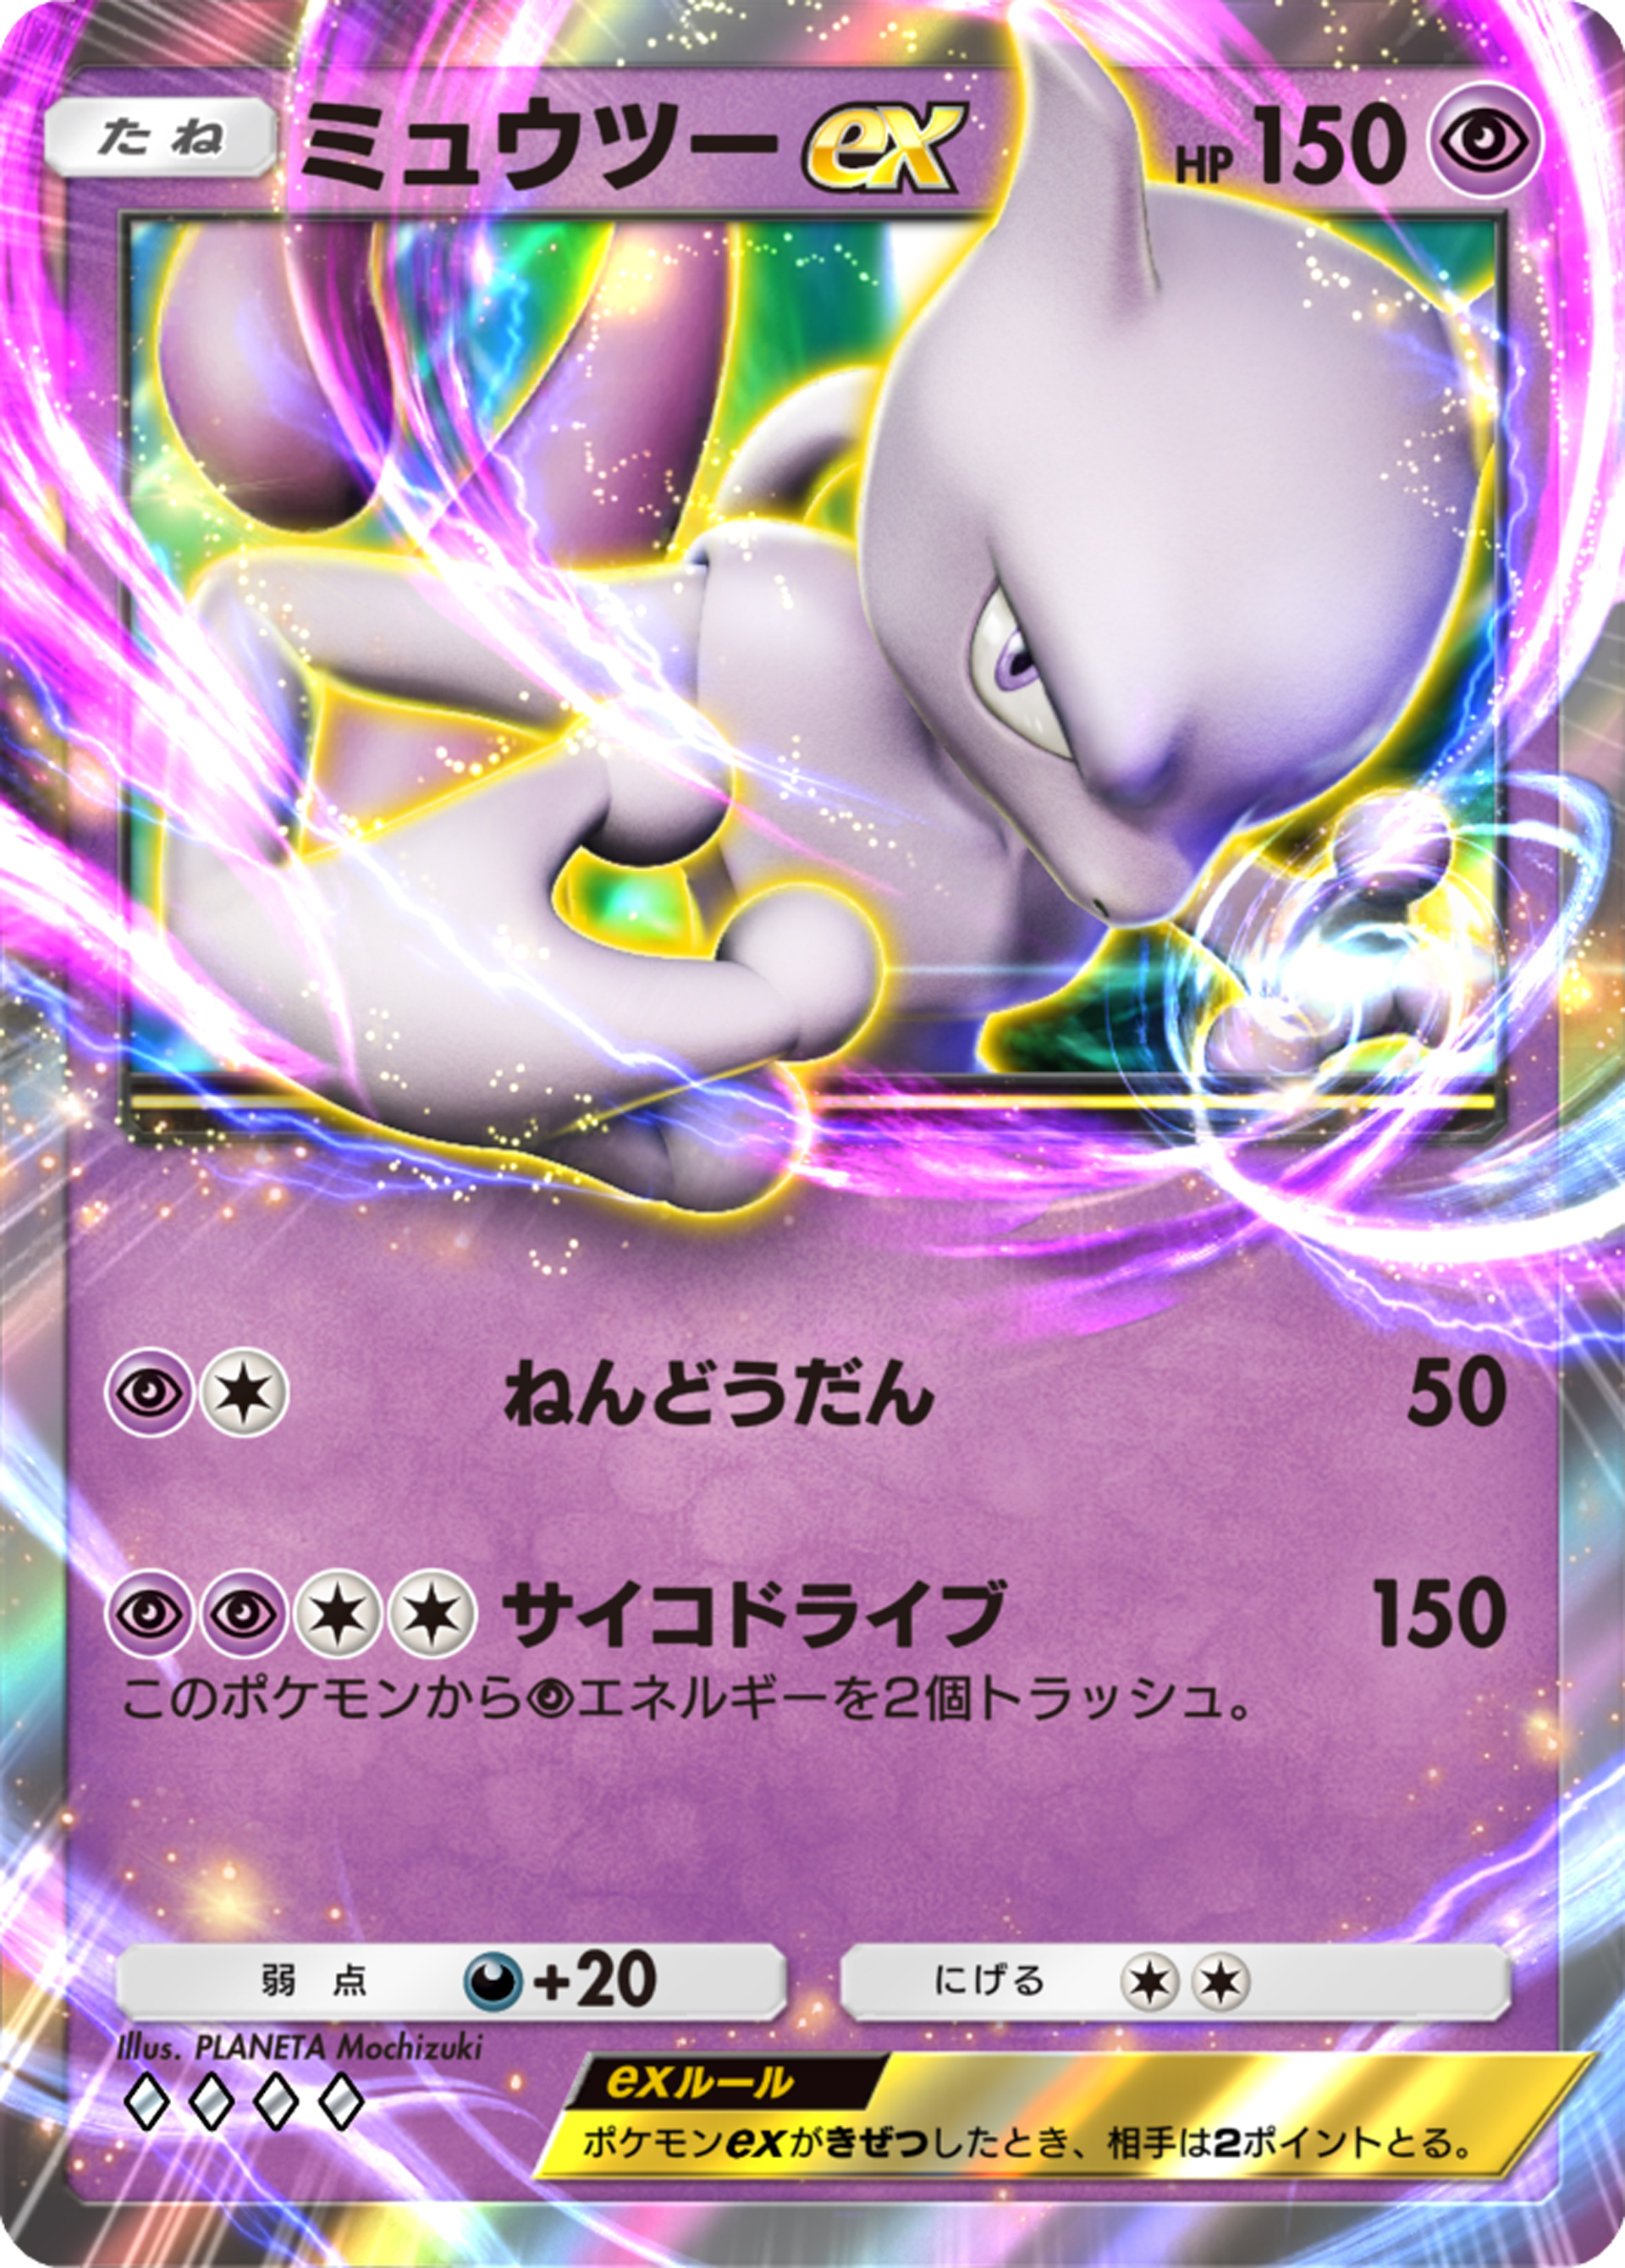 たね ミュウツーex HP 150
ねんどうだん 50
サイコドライブ 150
このポケモンからエネルギーを2個トラッシュ。
弱点 +20 にげる
Illus. PLANETA Mochizuki
exルール
ポケモンexがきぜつしたとき、相手は2ポイントとる。